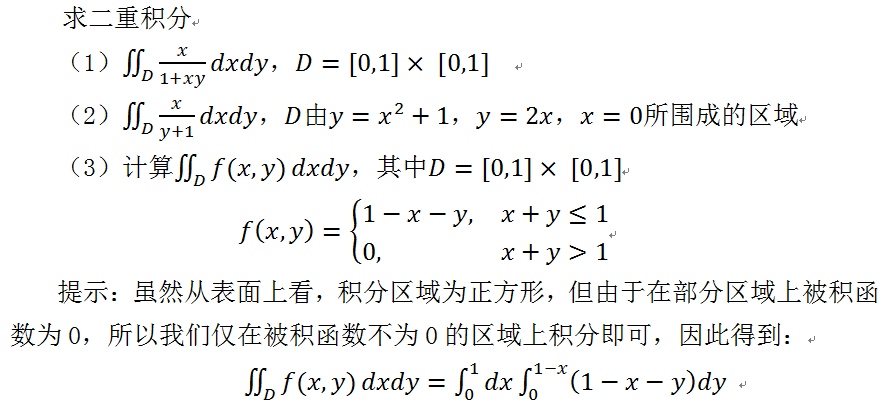 求二重积分
(1)∬_D x/(1+xy) dxdy，D = [0,1] × [0,1]
(2)∬_D x/(y+1) dxdy，D由y = x² + 1，y = 2x，x = 0所围成的区域
(3)计算∬_D f(x, y) dxdy，其中D = [0,1] × [0,1]
f(x, y) = {1 − x − y, x + y ≤ 1
0, x + y > 1
提示：虽然从表面上看，积分区域为正方形，但由于在部分区域上被积函
数为0，所以我们仅在被积函数不为0的区域上积分即可，因此得到：
∬_D f(x, y) dxdy = ∫_0^1 dx ∫_0^{1−x} (1 − x − y)dy